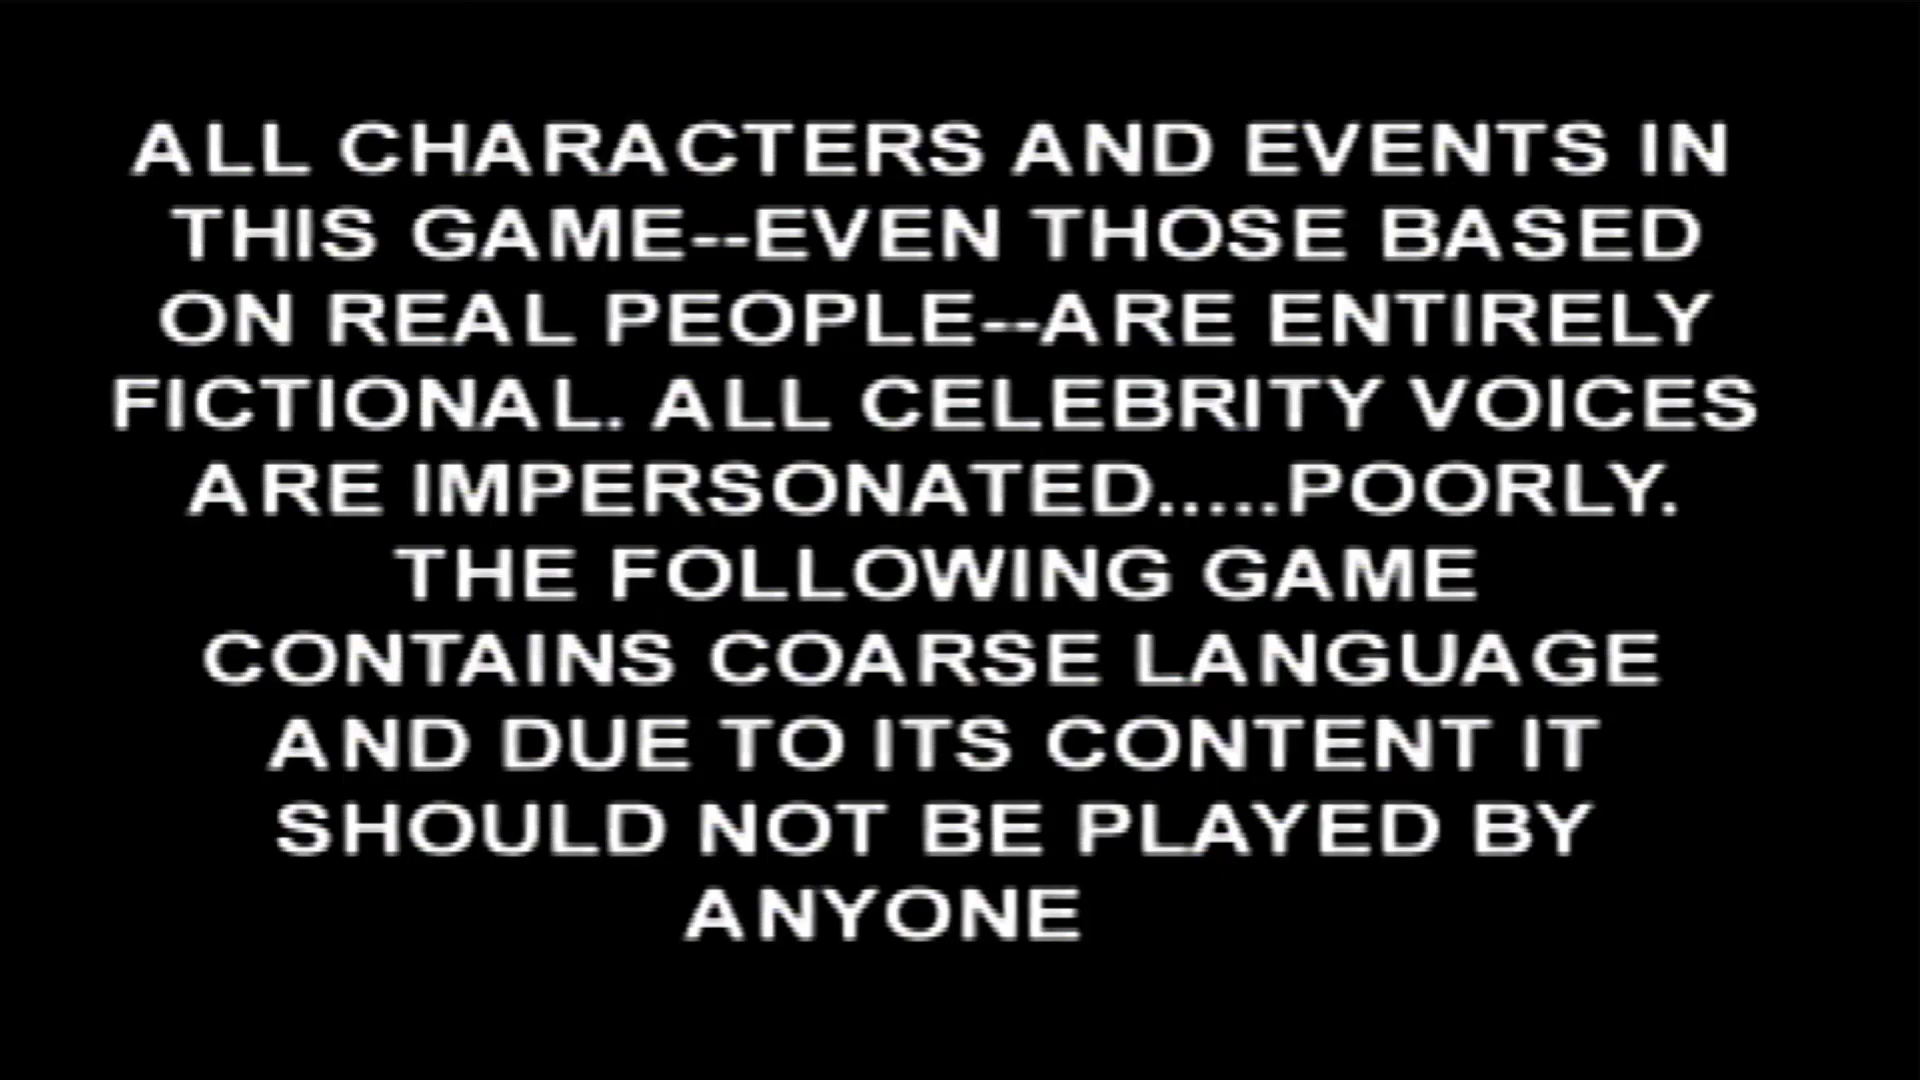 ALL CHARACTERS AND EVENTS IN
THIS GAME--EVEN THOSE BASED
ON REAL PEOPLE--ARE ENTIRELY
FICTIONAL. ALL CELEBRITY VOICES
ARE IMPERSONATED.....POORLY.
THE FOLLOWING GAME
CONTAINS COARSE LANGUAGE
AND DUE TO ITS CONTENT IT
SHOULD NOT BE PLAYED BY
ANYONE